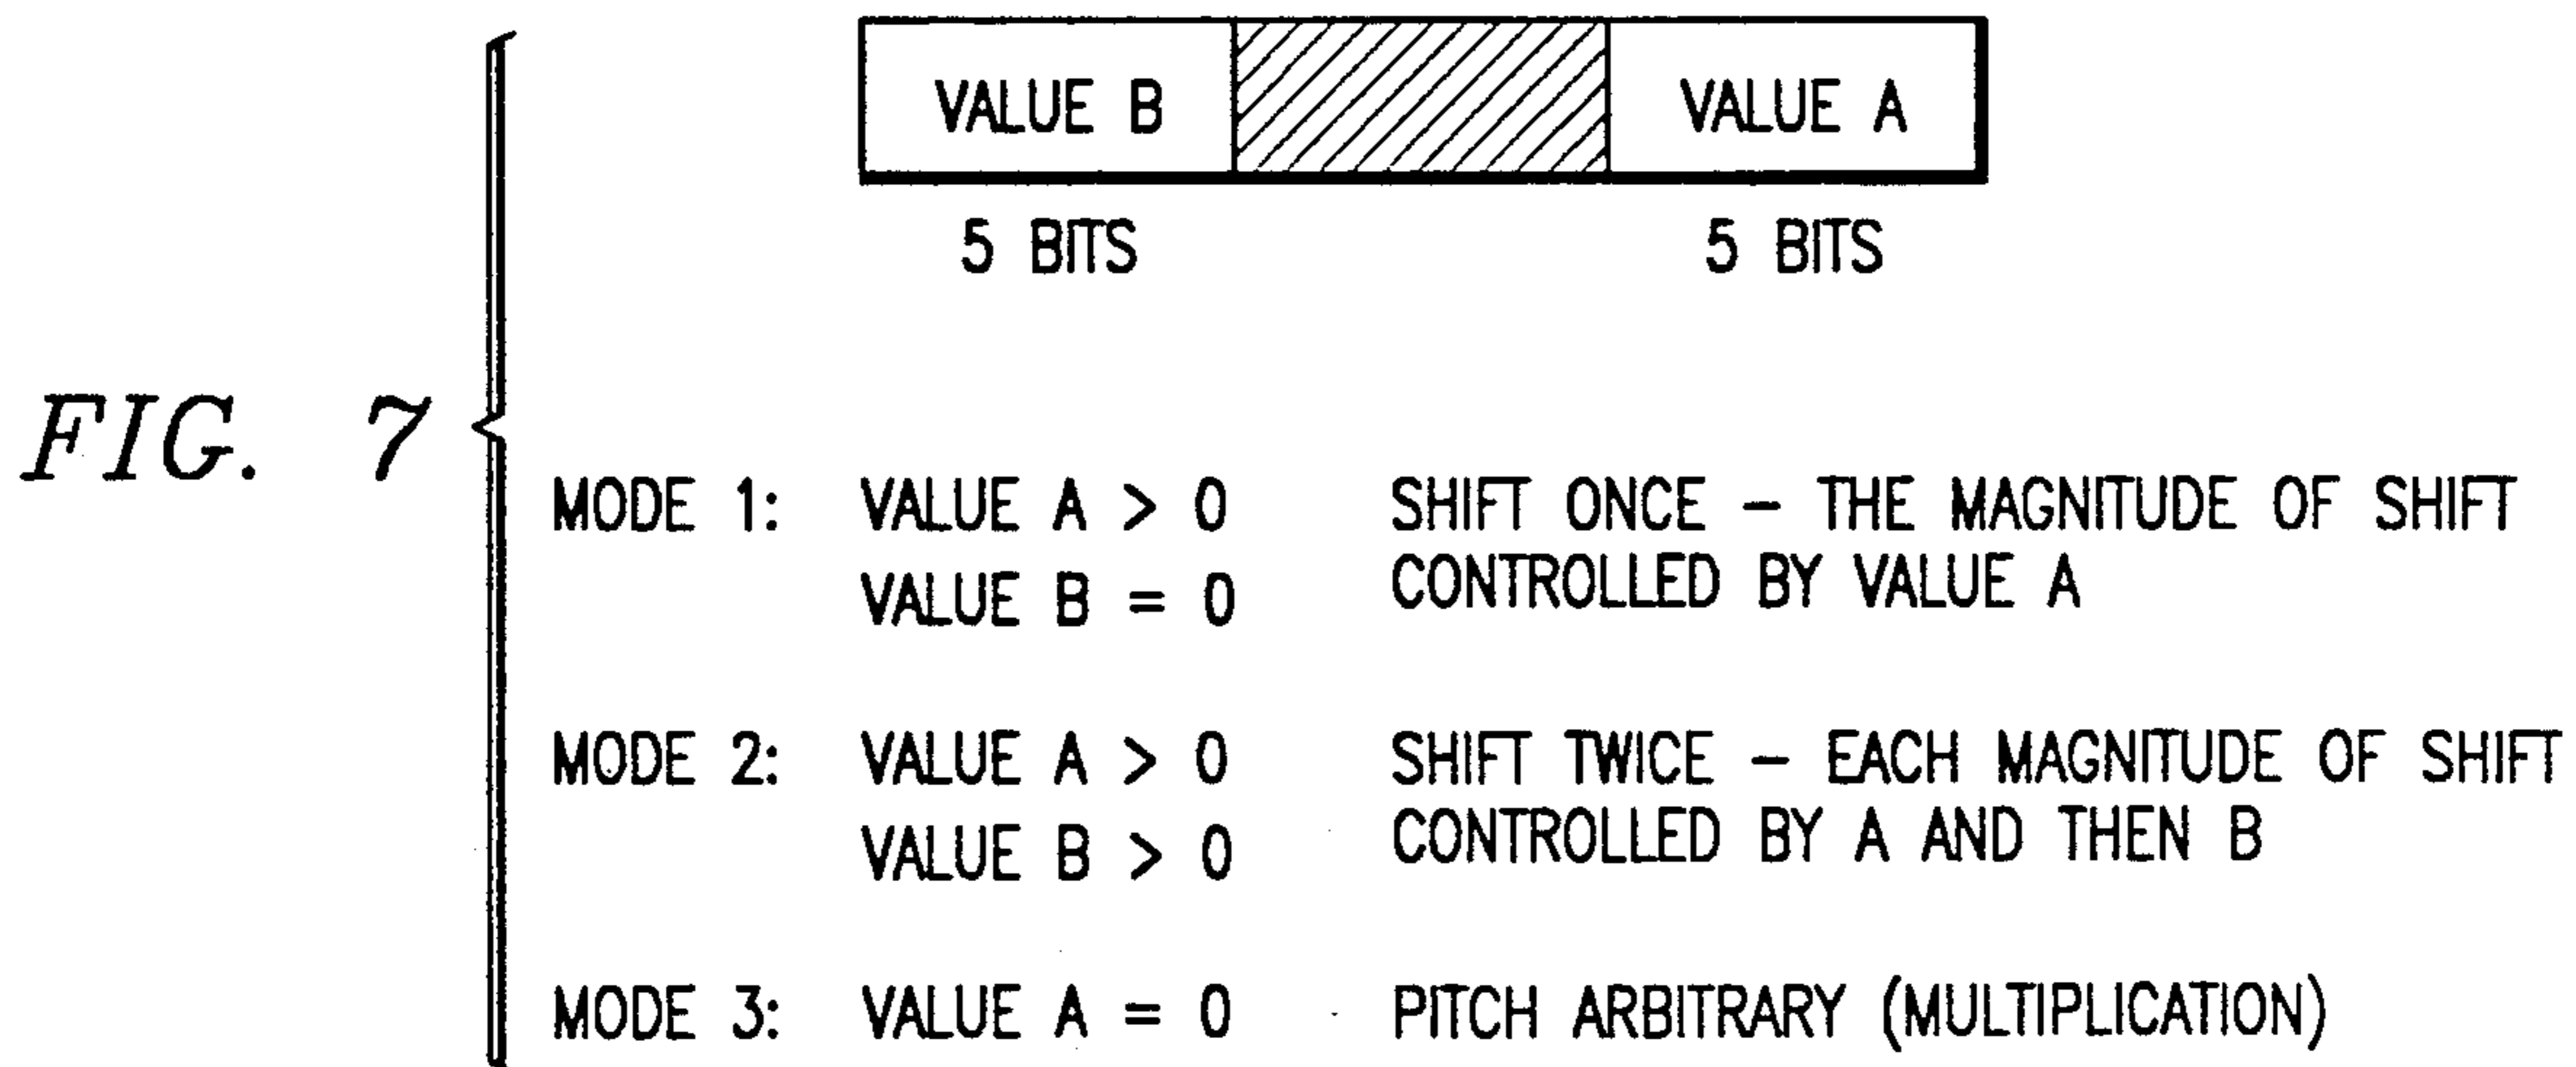 VALUE B VALUE A
5 BITS 5 BITS
FIG. 7
MODE 1: VALUE A > 0 SHIFT ONCE – THE MAGNITUDE OF SHIFT
VALUE B = 0 CONTROLLED BY VALUE A
MODE 2: VALUE A > 0 SHIFT TWICE – EACH MAGNITUDE OF SHIFT
VALUE B > 0 CONTROLLED BY A AND THEN B
MODE 3: VALUE A = 0 PITCH ARBITRARY (MULTIPLICATION)